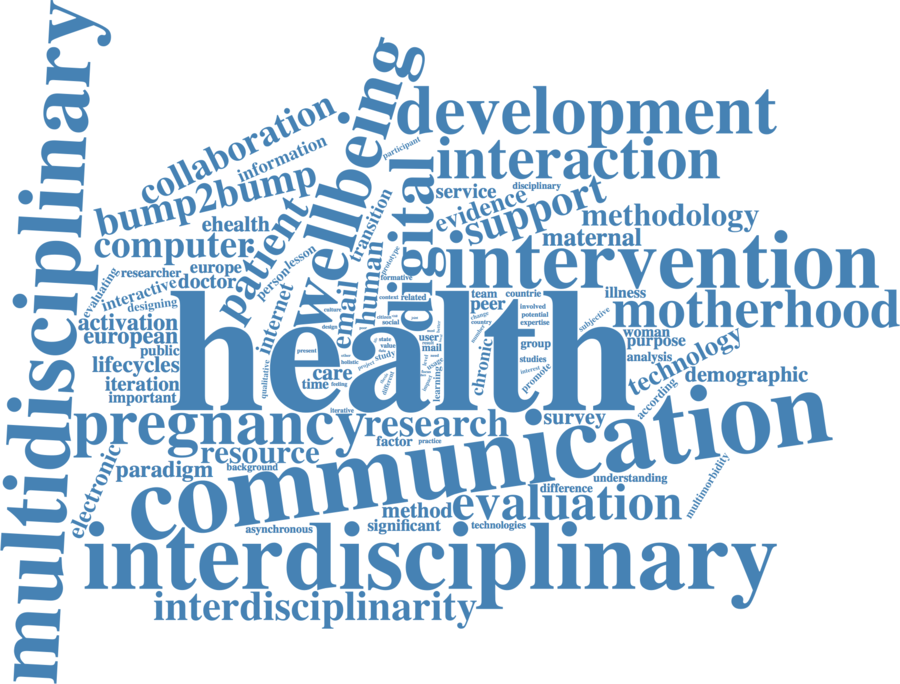 multidisciplinary
wellbeing
development
collaboration
participant
information
interaction
bump2bump
digital
service
disciplinary
evidence
support
transition
patient
ehealth
methodology
computer
maternal
lesson
person
human
prototype
intervention
evaluating
researcher
europe
doctor
interactive
designing
internet
email
formative
context
related
team
countrie
illness
peer
motherhood
involved
potential
expertise
change
country
subjective
activation
european
culture
design
social
health
public
present
state
value
user
mail
group
woman
purpose
technology
chronic
lifecycles
holistic
project
study
studies
analysis
care
time
feeling
different
learning
interest
promote
demographic
iteration
important
qualitative
according
iterative
pregnancy
research
survey
communication
factor
practice
resource
electronic
paradigm
background
understanding
multimorbidity
difference
method
evaluation
asynchronous
significant
technologies
interdisciplinary
interdisciplinarity